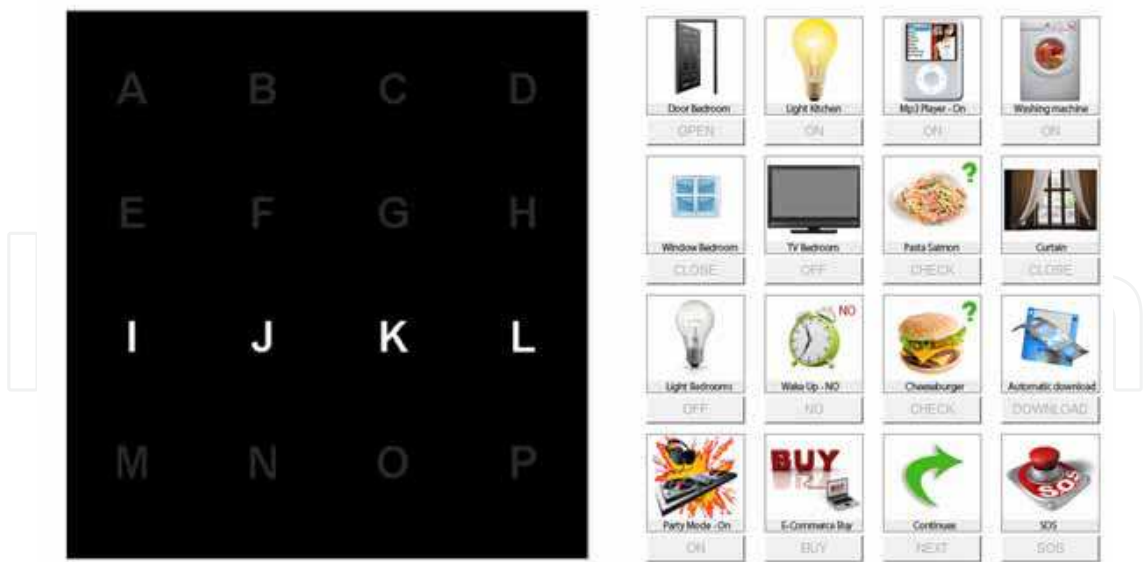 A B C D
E F G H
I J K L
M N O P
Door Bedroom Light Kitchen Mp3 Player - On Washing machine
OPEN ON ON ON
?
Window Bedroom TV Bedroom Pasta Salmon Curtain
CLOSE OFF CHECK CLOSE
NO ?
Light Bedrooms Wake Up - NO Cheeseburger Automatic download
OFF NO CHECK DOWNLOAD
BUY
SOS
Party Mode - On E-Commerce Buy Continues SOS
ON BUY NEXT SOS